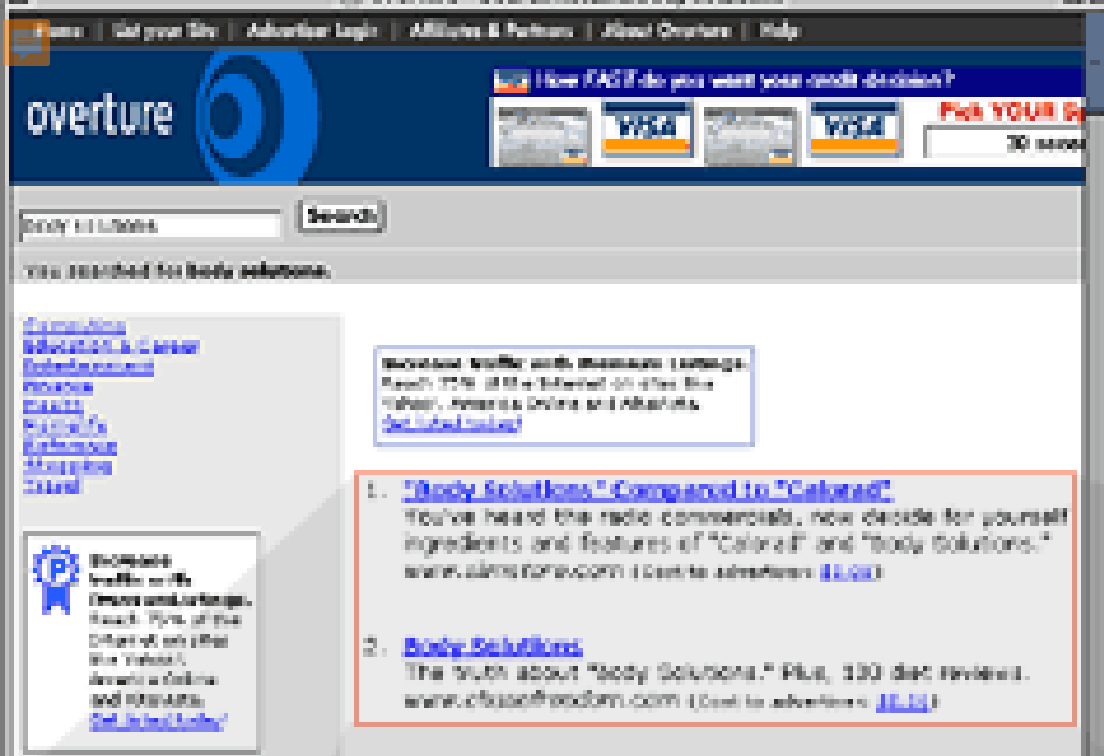 Home | List your Site | Advertiser Login | Affiliates & Partners | About Overture | Help
overture
How FAST do you want your credit decision?
VISA VISA
Pick YOUR
30
body solutions
Search
You searched for body solutions.
Computing
Education & Career
Entertainment
Finance
Health
Reference
Shopping
Travel
Increase traffic with Premium Listings.
Reach 75% of the Internet on sites like
Yahoo!, America Online and AltaVista.
Get listed today!
1. "Body Solutions" Compared to "Calorad"
You've heard the radio commercials, now decide for yourself
ingredients and features of "Calorad" and "Body Solutions."
(Cost to advertiser:
2. Body Solutions
The truth about "Body Solutions." Plus, 100 diet reviews.
(Cost to advertiser:
P
Increase
traffic with
Premium Listings.
Reach 75% of the
Internet on sites
like Yahoo!,
America Online
and AltaVista.
Get listed today!